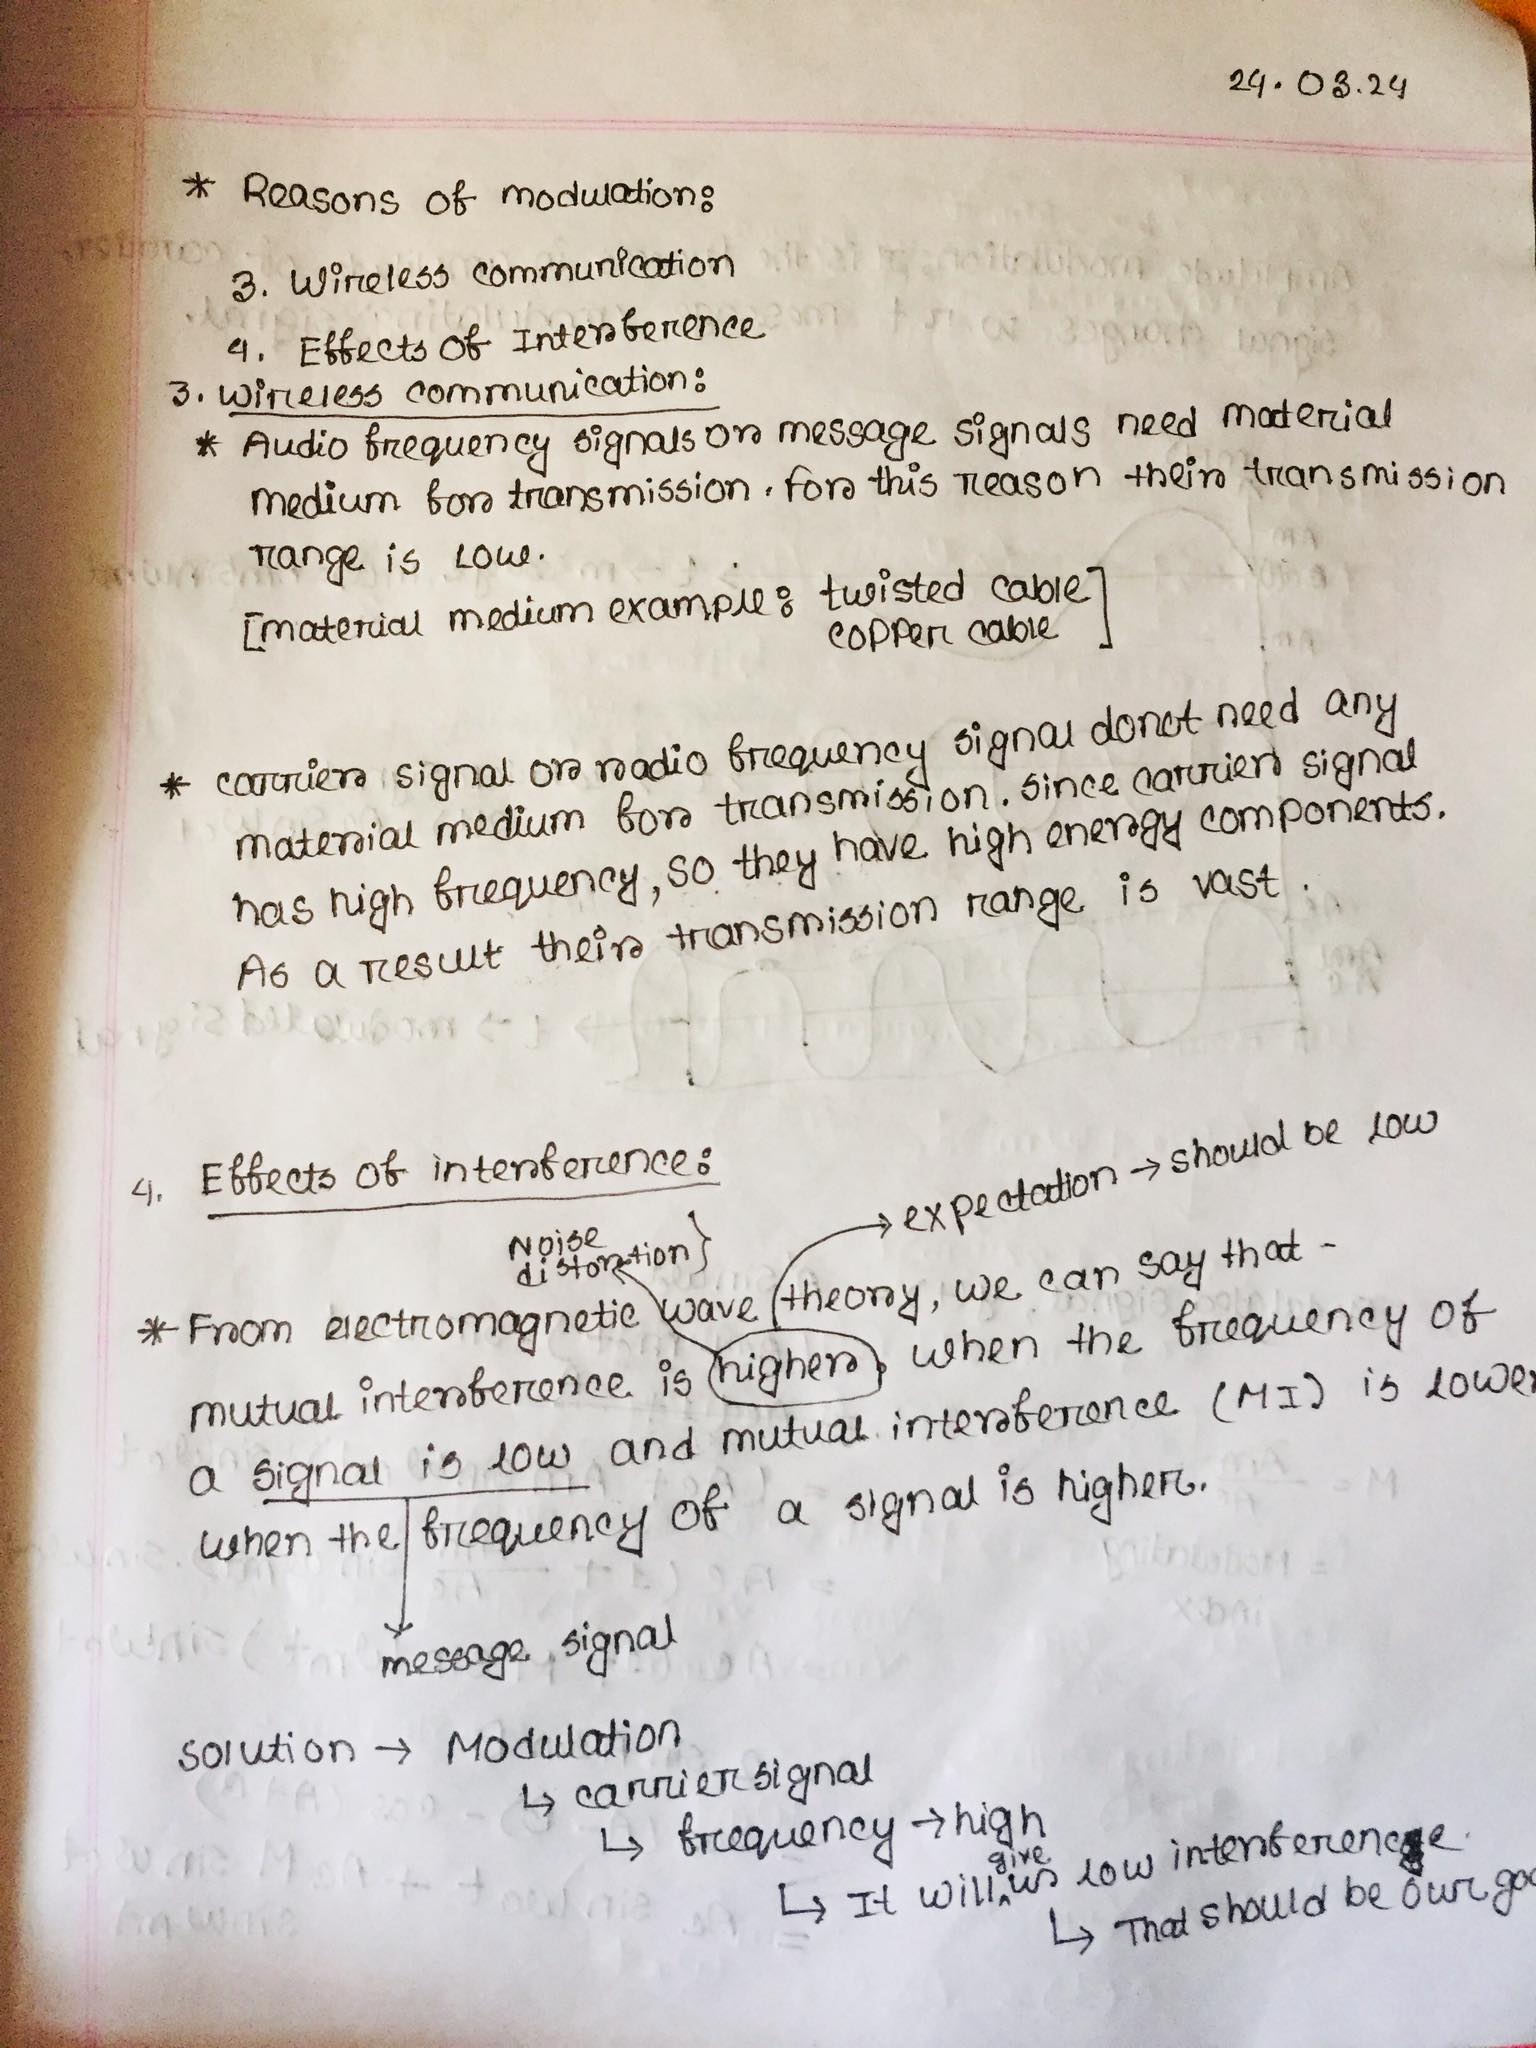 24.03.24
* Reasons of modulation:
3. Wireless communication
4. Effects of Interference
3. Wireless communication:
* Audio frequency signals or message signals need material
medium for transmission. For this reason their transmission
range is low.
[material medium example: twisted cable
copper cable]
* carrier signal or radio frequency signal donot need any
material medium for transmission. since carrier signal
has high frequency, so they have high energy components.
As a result their transmission range is vast.
4. Effects of interference:
expectation → should be low
Noise
distortion}
* From electromagnetic wave theory, we can say that -
mutual interference is higher, when the frequency of
a signal is low and mutual interference (MI) is lower
when the frequency of a signal is higher.
message signal
solution → Modulation
↳ carrier signal
↳ frequency → high
↳ It will give us low interference.
↳ That should be our